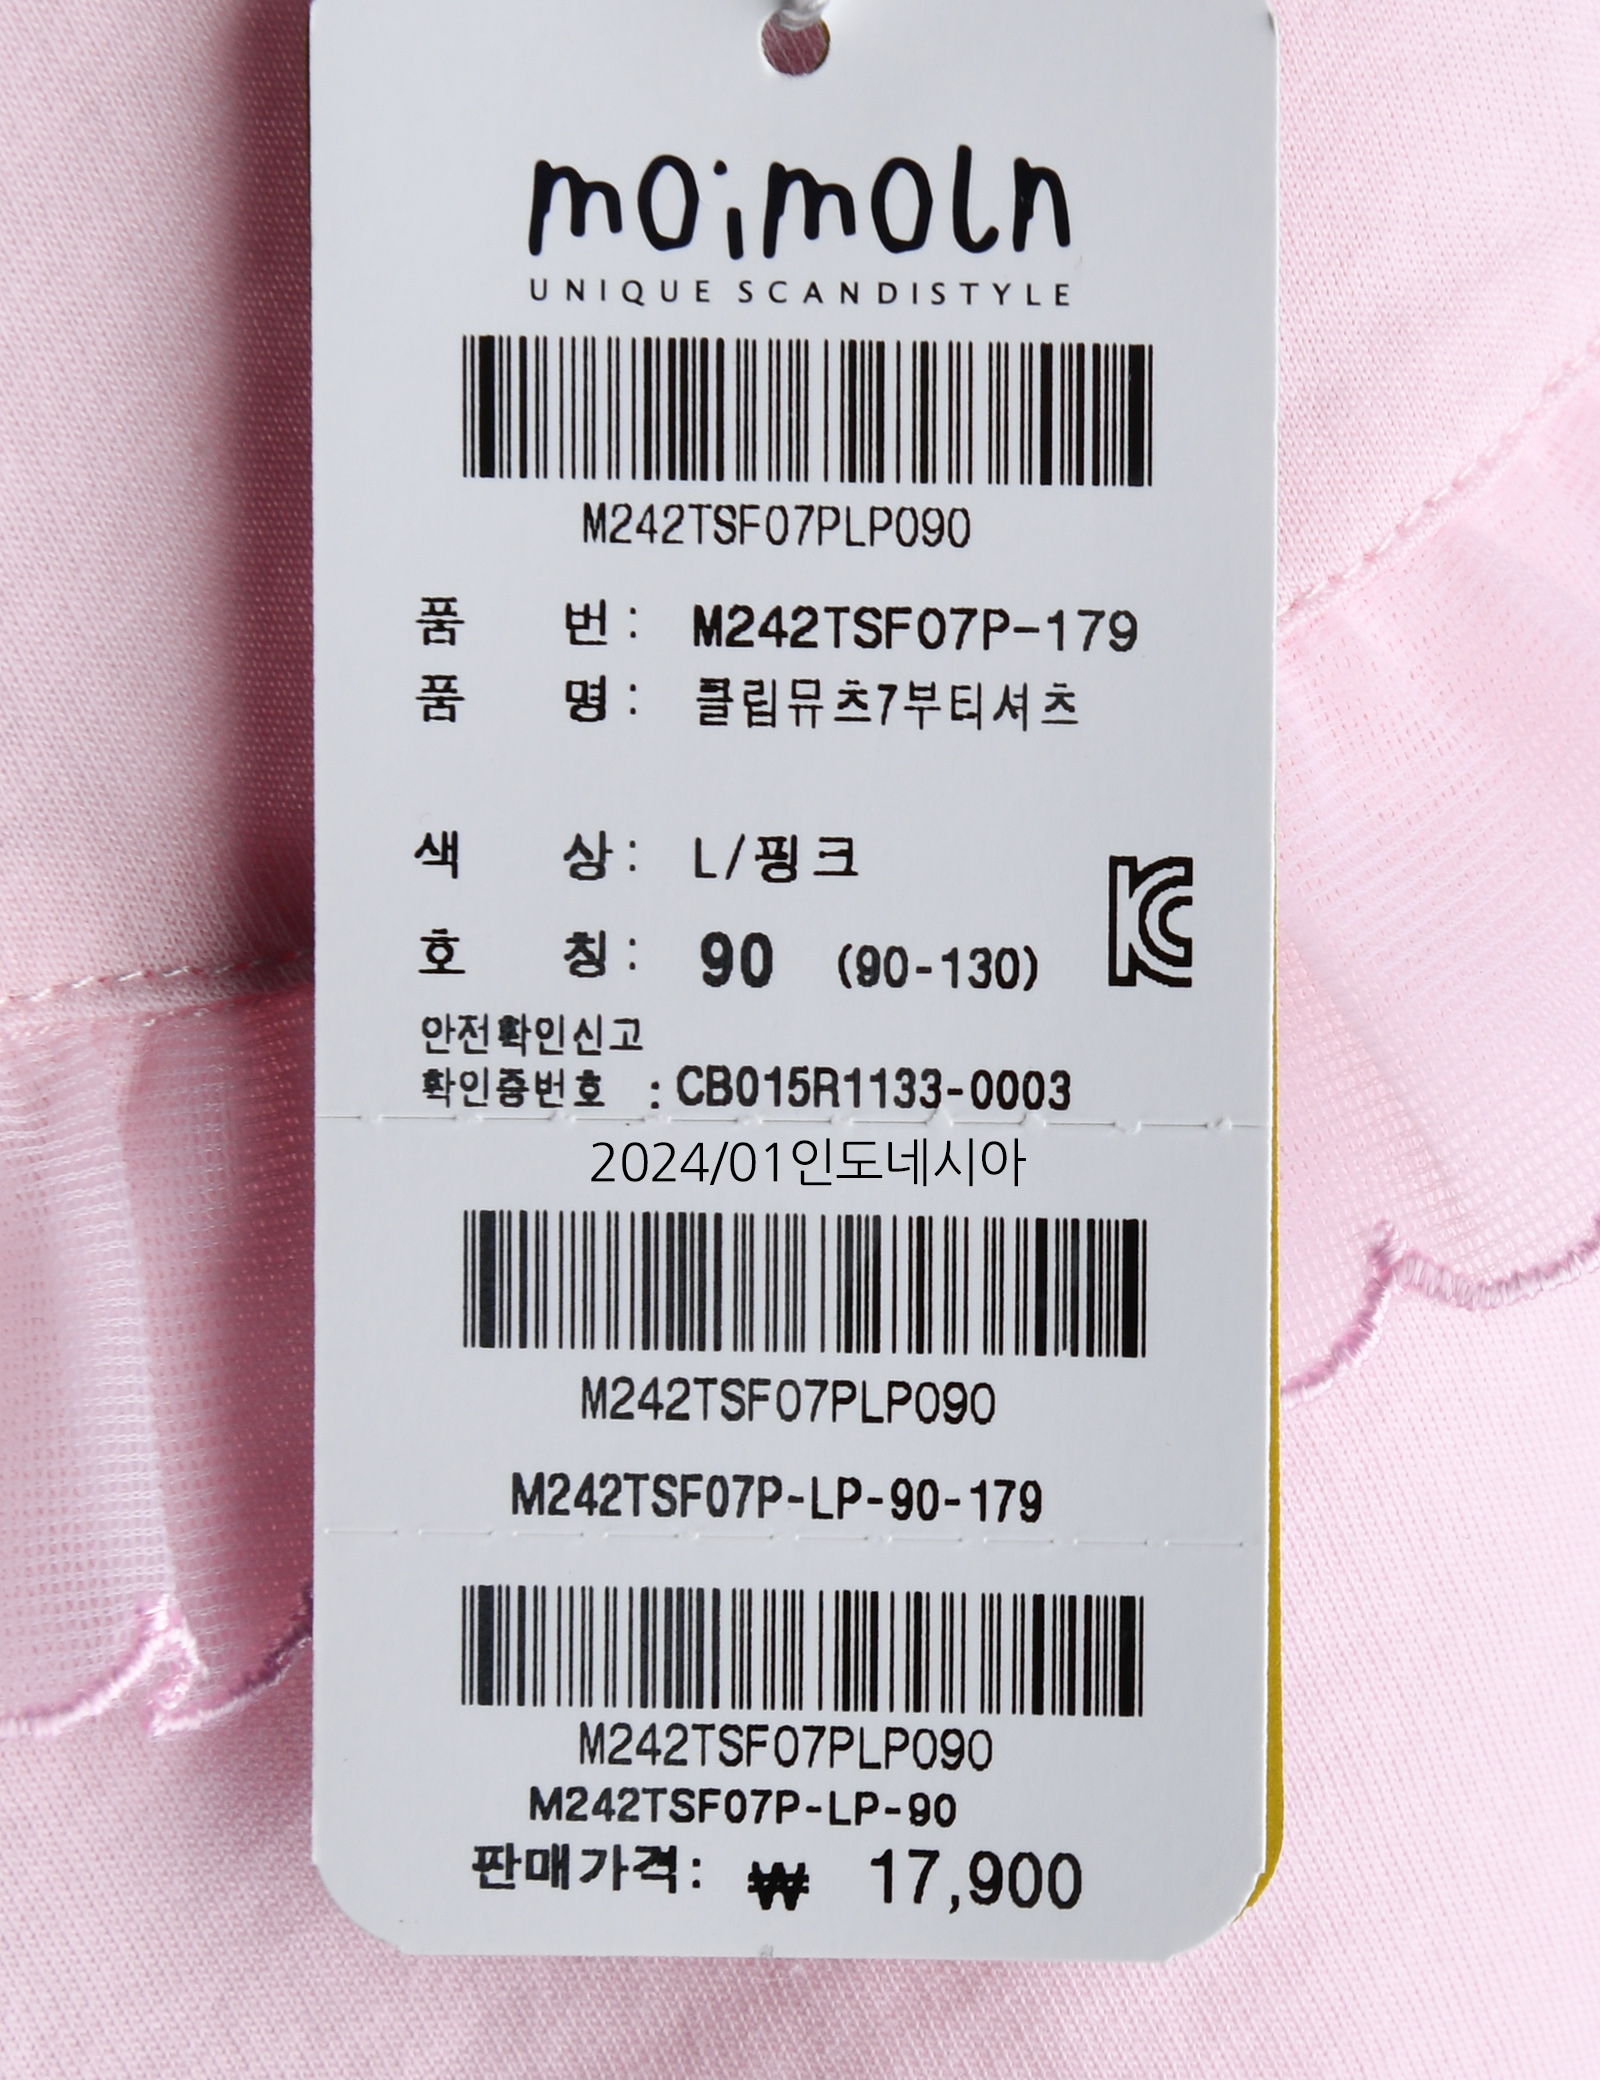 moimoln
UNIQUE SCANDISTYLE
M242TSF07PLP090
품 번 : M242TSF07P-179
품 명 : 클립뮤츠7부티셔츠
색 상 : L/핑크
호 칭 : 90 (90-130)
안전확인신고
확인증번호 : CB015R1133-0003
2024/01인도네시아
M242TSF07PLP090
M242TSF07P-LP-90-179
M242TSF07PLP090
M242TSF07P-LP-90
판매가격: ₩ 17,900